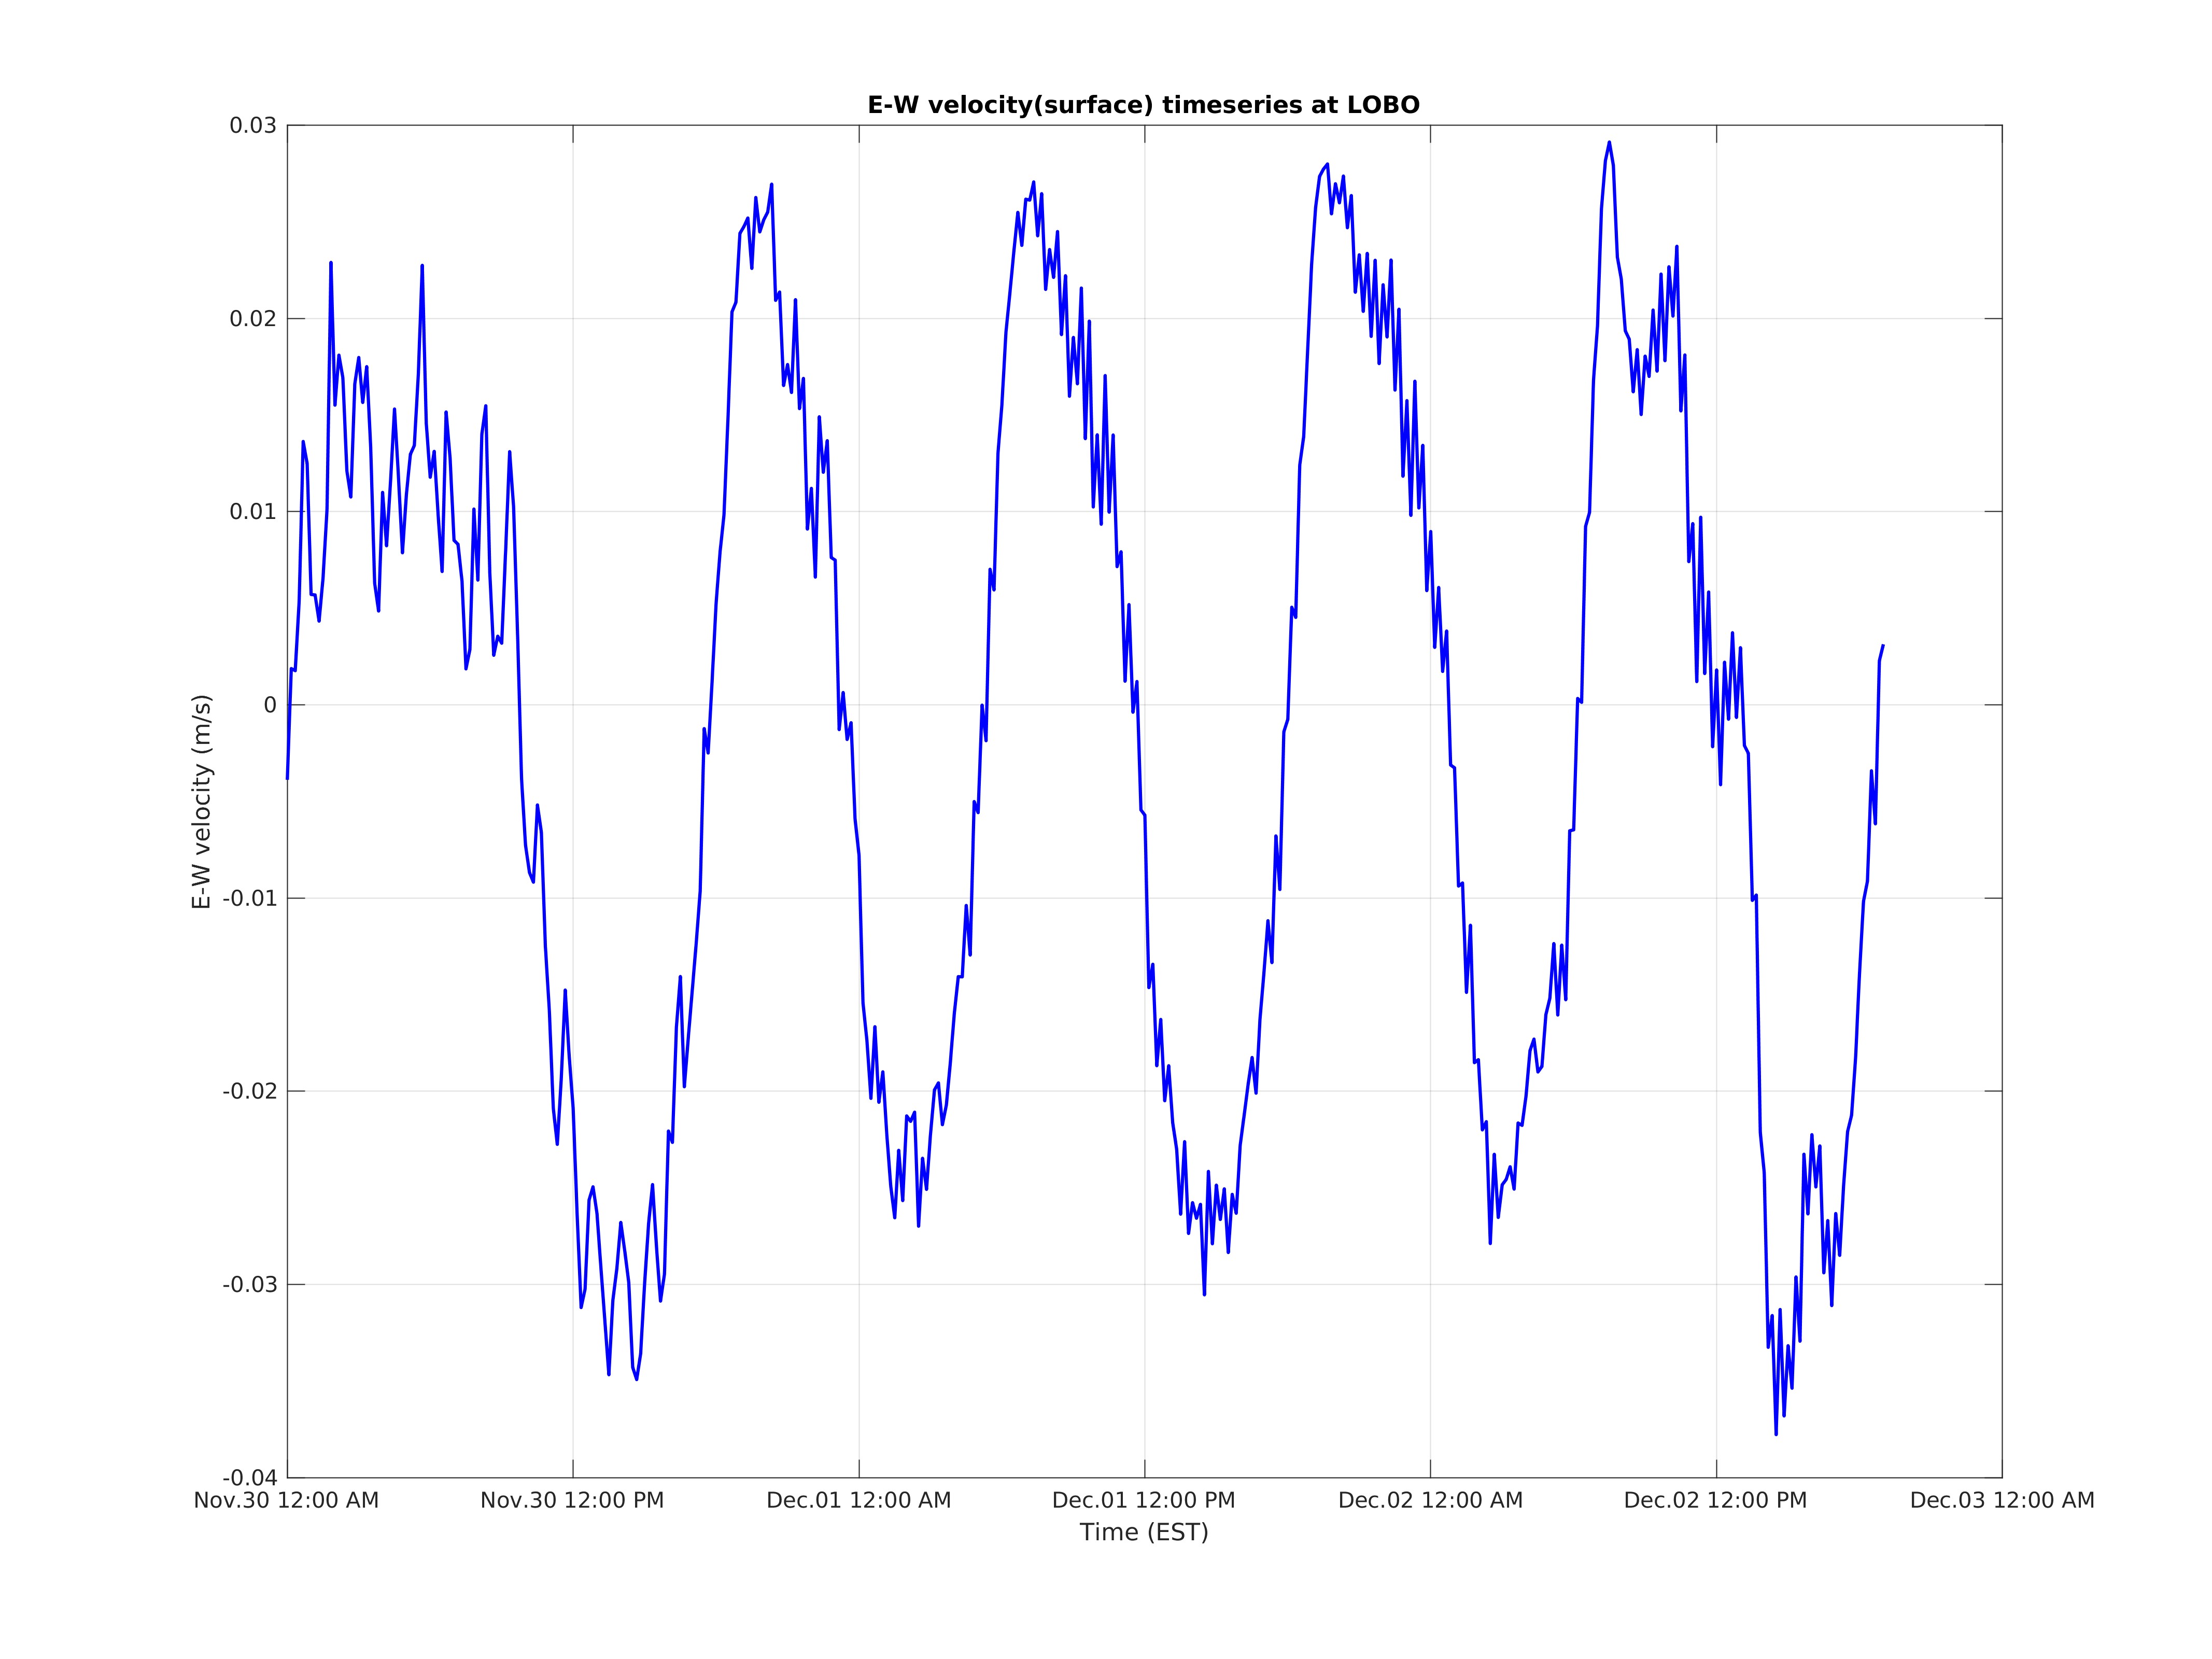 E-W velocity(surface) timeseries at LOBO
0.03
0.02
0.01
0
-0.01
-0.02
-0.03
-0.04
E-W velocity (m/s)
Nov.30 12:00 AM Nov.30 12:00 PM Dec.01 12:00 AM Dec.01 12:00 PM Dec.02 12:00 AM Dec.02 12:00 PM Dec.03 12:00 AM
Time (EST)